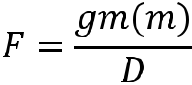 F = gm(m) / D